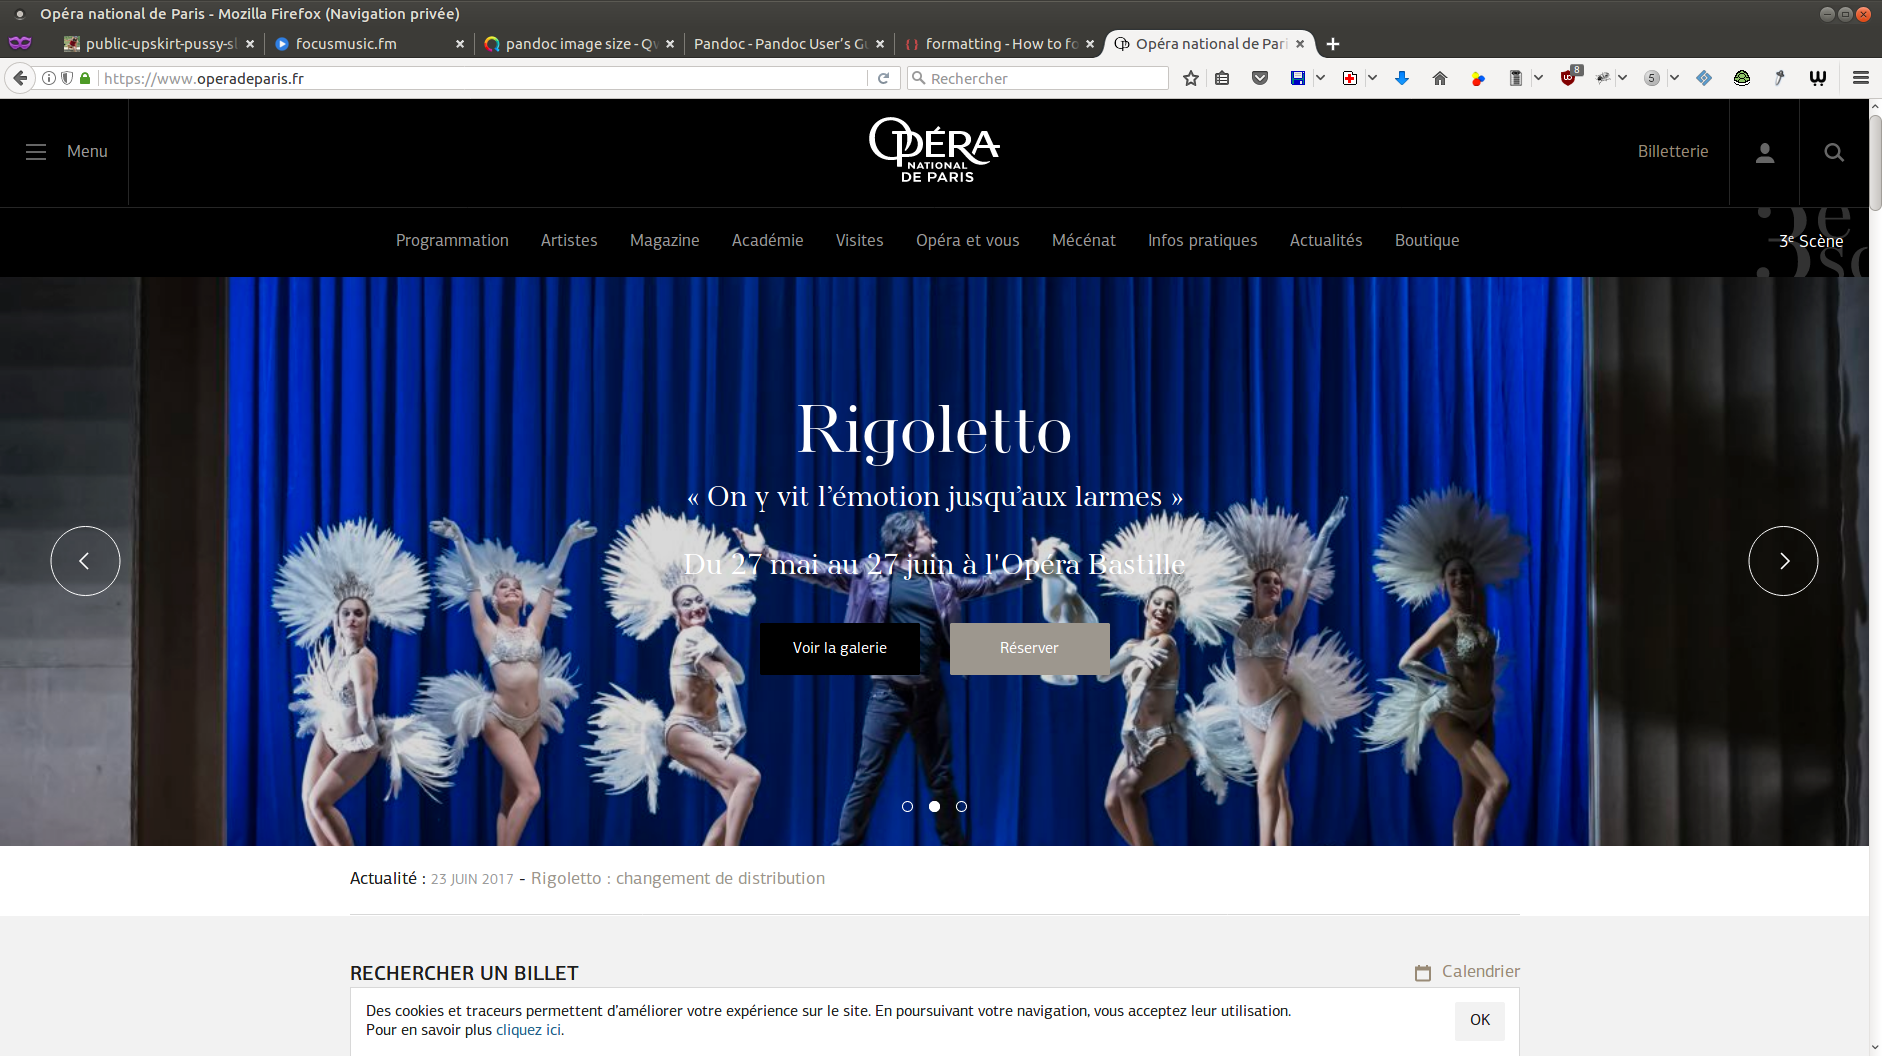 Opéra national de Paris - Mozilla Firefox (Navigation privée)
public-upskirt-pussy-sl
focusmusic.fm
pandoc image size - Qw
Pandoc - Pandoc User's Gu
formatting - How to fo
Opéra national de Pari
https://www.operadeparis.fr
Rechercher
8
5
Menu
OPÉRA
NATIONAL
DE PARIS
Billetterie
Programmation
Artistes
Magazine
Académie
Visites
Opéra et vous
Mécénat
Infos pratiques
Actualités
Boutique
3e Scène
Rigoletto
« On y vit l'émotion jusqu'aux larmes »
Du 27 mai au 27 juin à l'Opéra Bastille
Voir la galerie
Réserver
Actualité : 23 JUIN 2017 - Rigoletto : changement de distribution
RECHERCHER UN BILLET
Calendrier
Des cookies et traceurs permettent d'améliorer votre expérience sur le site. En poursuivant votre navigation, vous acceptez leur utilisation.
Pour en savoir plus cliquez ici.
OK